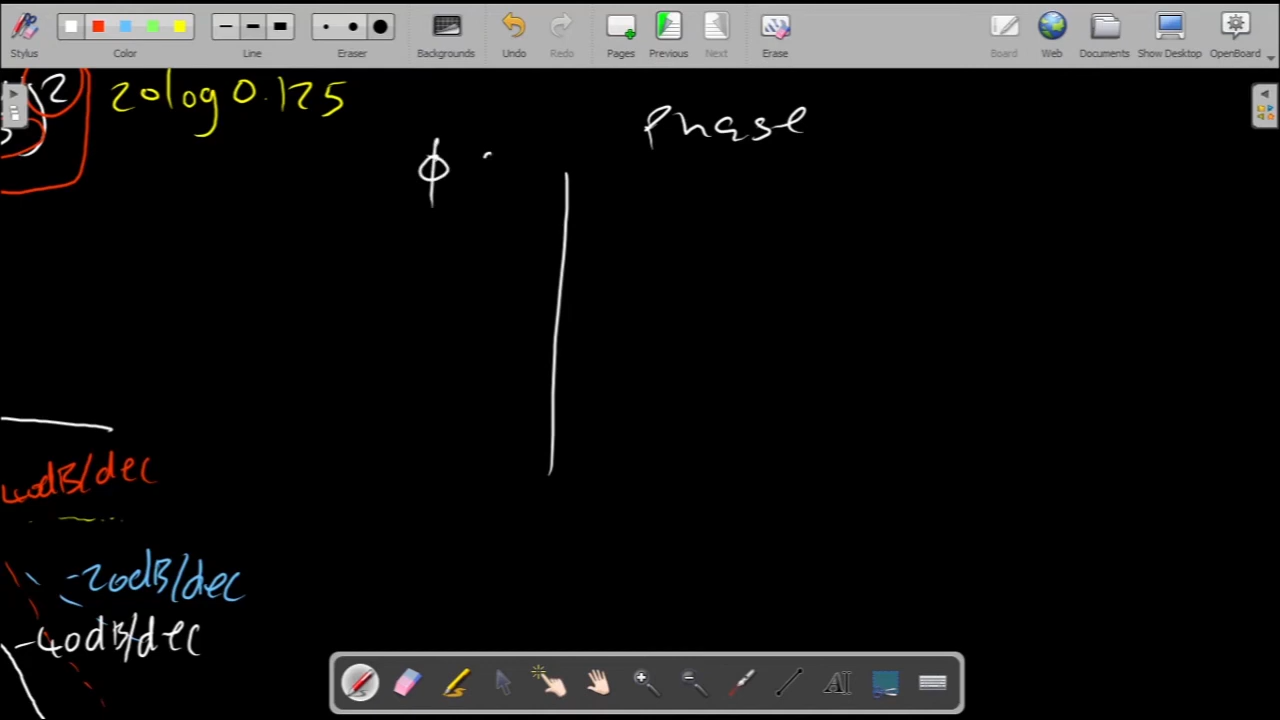 Stylus
Color
Line
Eraser
Backgrounds
Undo
Redo
Pages
Previous
Next
Erase
Board
Web
Documents
Show Desktop
OpenBoard
2
20log 0.125
Phase
ϕ
40dB/dec
-20dB/dec
-40dB/dec
AI